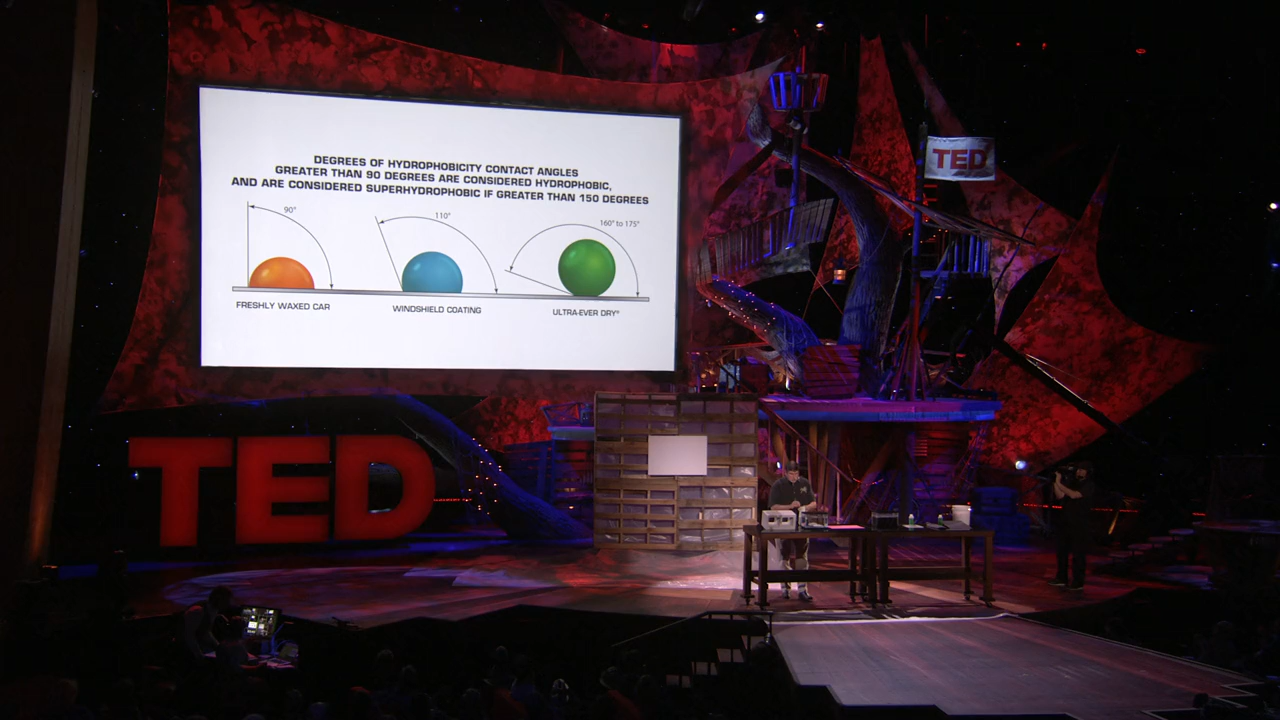 DEGREES OF HYDROPHOBICITY CONTACT ANGLES
GREATER THAN 90 DEGREES ARE CONSIDERED HYDROPHOBIC,
AND ARE CONSIDERED SUPERHYDROPHOBIC IF GREATER THAN 150 DEGREES
90°
110°
160° to 175°
FRESHLY WAXED CAR
WINDSHIELD COATING
ULTRA-EVER DRY®
TED
TED